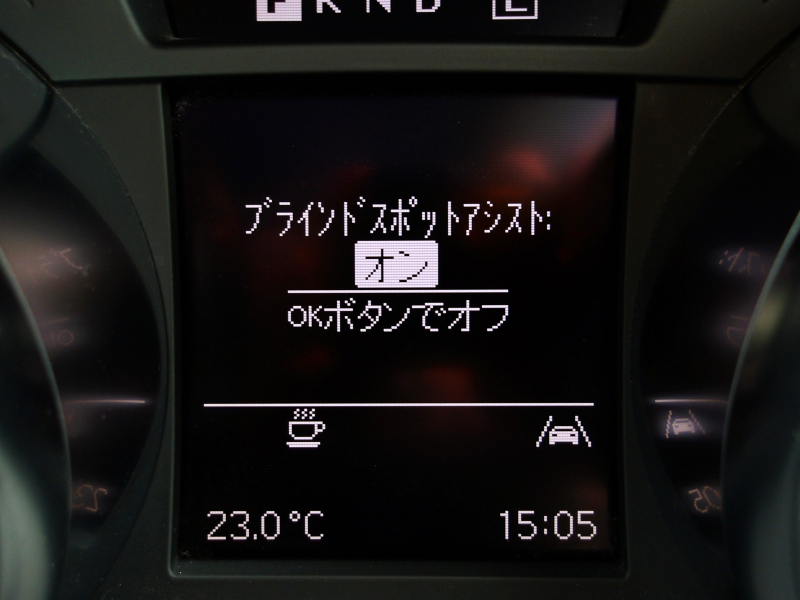 P R N D E
ブラインドスポットアシスト:
オン
OKボタンでオフ
23.0°C 15:05